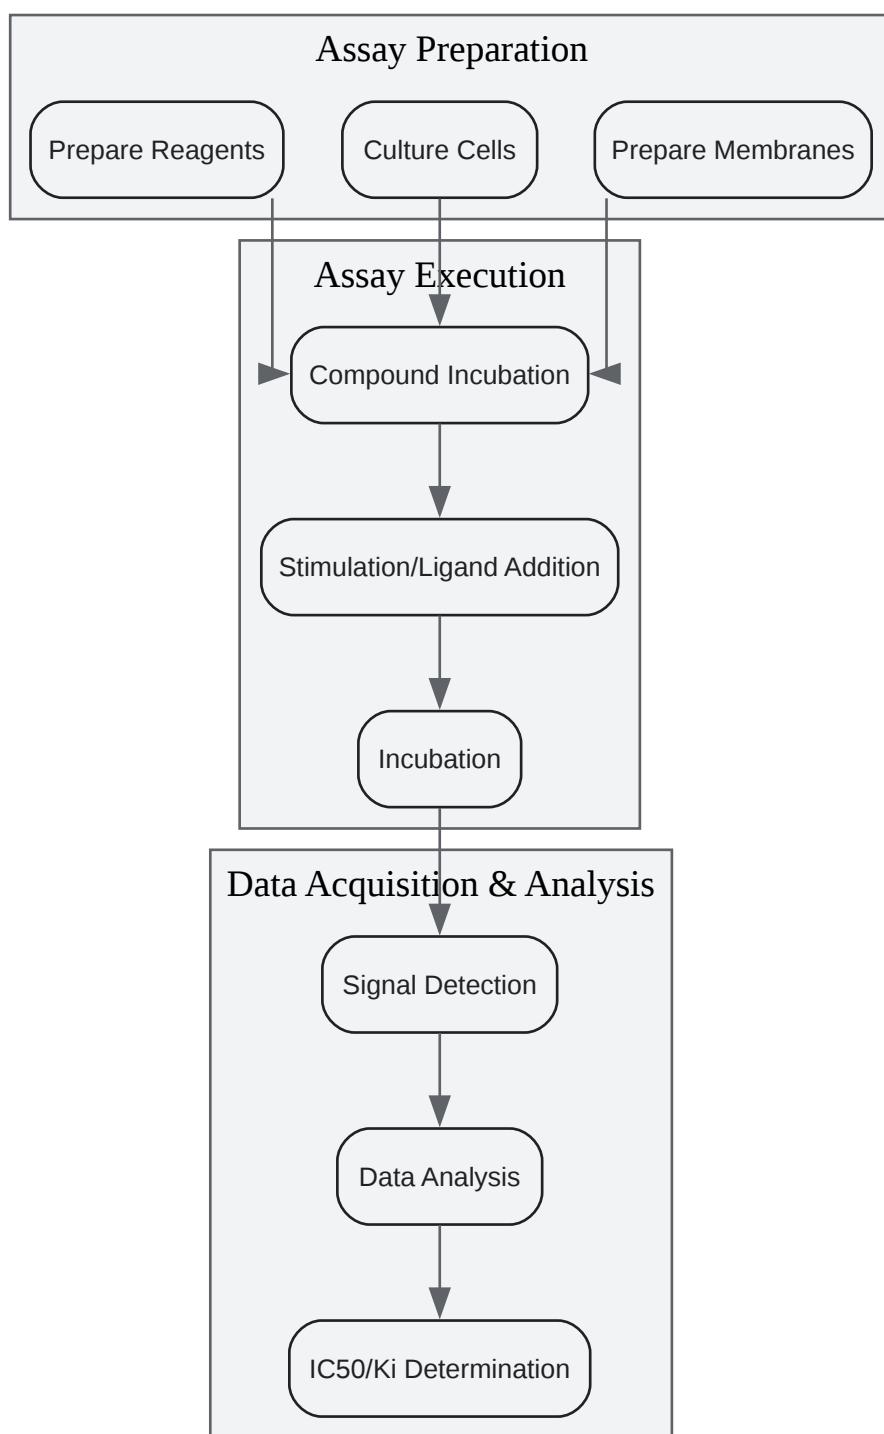 Assay Preparation
Prepare Reagents
Culture Cells
Prepare Membranes
Assay Execution
Compound Incubation
Stimulation/Ligand Addition
Incubation
Data Acquisition & Analysis
Signal Detection
Data Analysis
IC50/Ki Determination